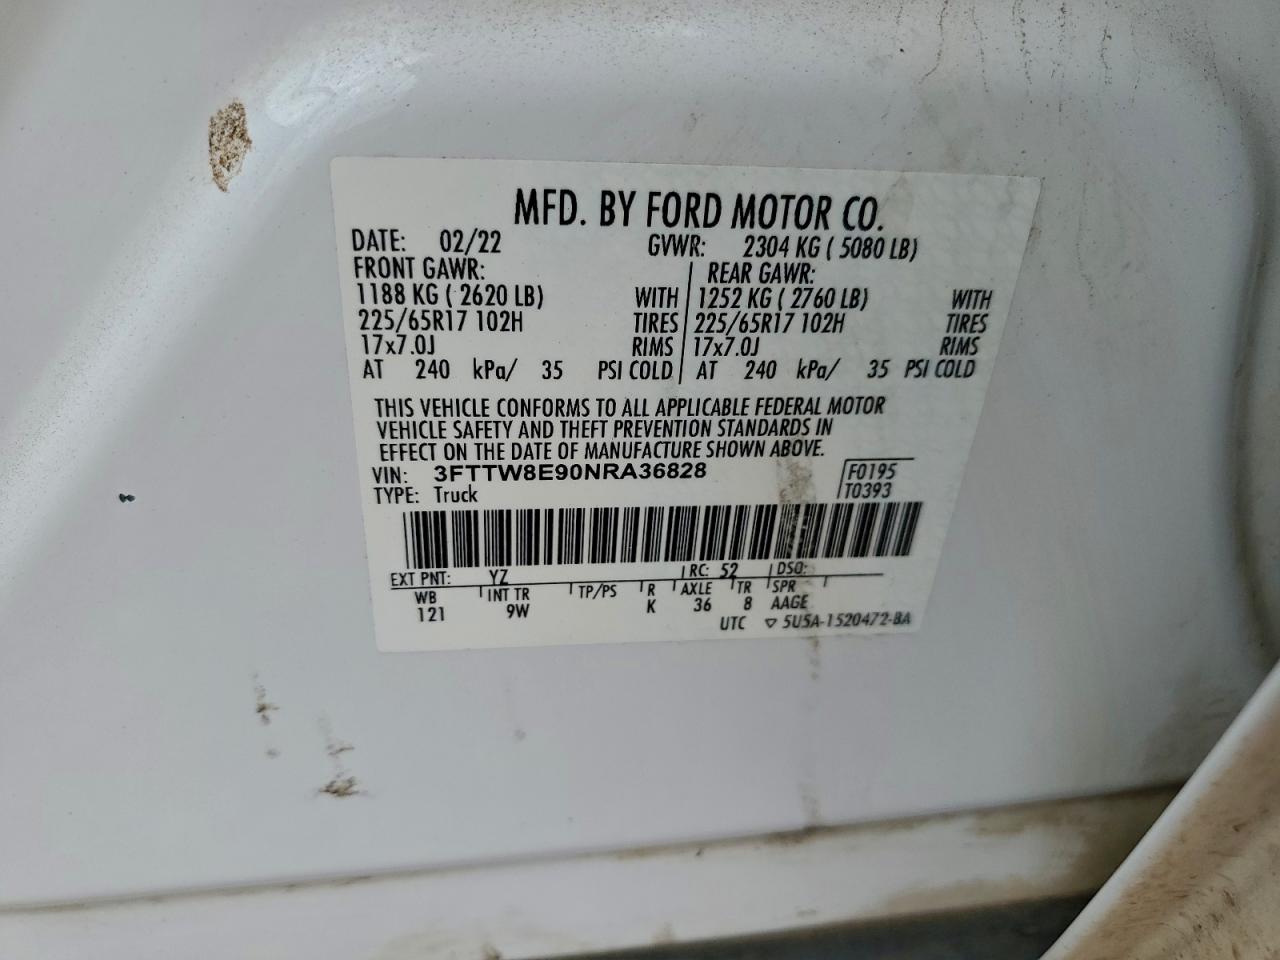 MFD. BY FORD MOTOR CO.
DATE: 02/22 GVWR: 2304 KG ( 5080 LB)
FRONT GAWR: REAR GAWR:
1188 KG ( 2620 LB) WITH 1252 KG ( 2760 LB) WITH
225/65R17 102H TIRES 225/65R17 102H TIRES
17x7.0J RIMS 17x7.0J RIMS
AT 240 kPa/ 35 PSI COLD AT 240 kPa/ 35 PSI COLD
THIS VEHICLE CONFORMS TO ALL APPLICABLE FEDERAL MOTOR
VEHICLE SAFETY AND THEFT PREVENTION STANDARDS IN
EFFECT ON THE DATE OF MANUFACTURE SHOWN ABOVE.
VIN: 3FTTW8E90NRA36828 F0195
TYPE: Truck T0393
EXT PNT: YZ RC: 52 DSO:
WB INT TR TP/PS R AXLE TR SPR
121 9W K 36 8 AAGE
UTC ▽ 5U5A-1520472-BA